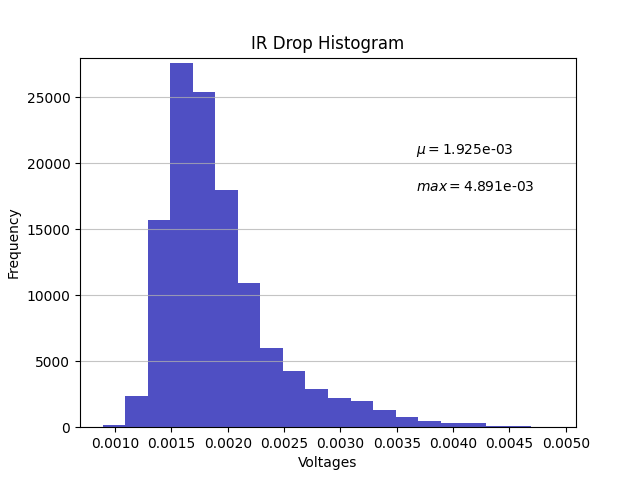 IR Drop Histogram
25000
20000
15000
10000
5000
0
Frequency
μ = 1.925e-03
max = 4.891e-03
0.0010 0.0015 0.0020 0.0025 0.0030 0.0035 0.0040 0.0045 0.0050
Voltages